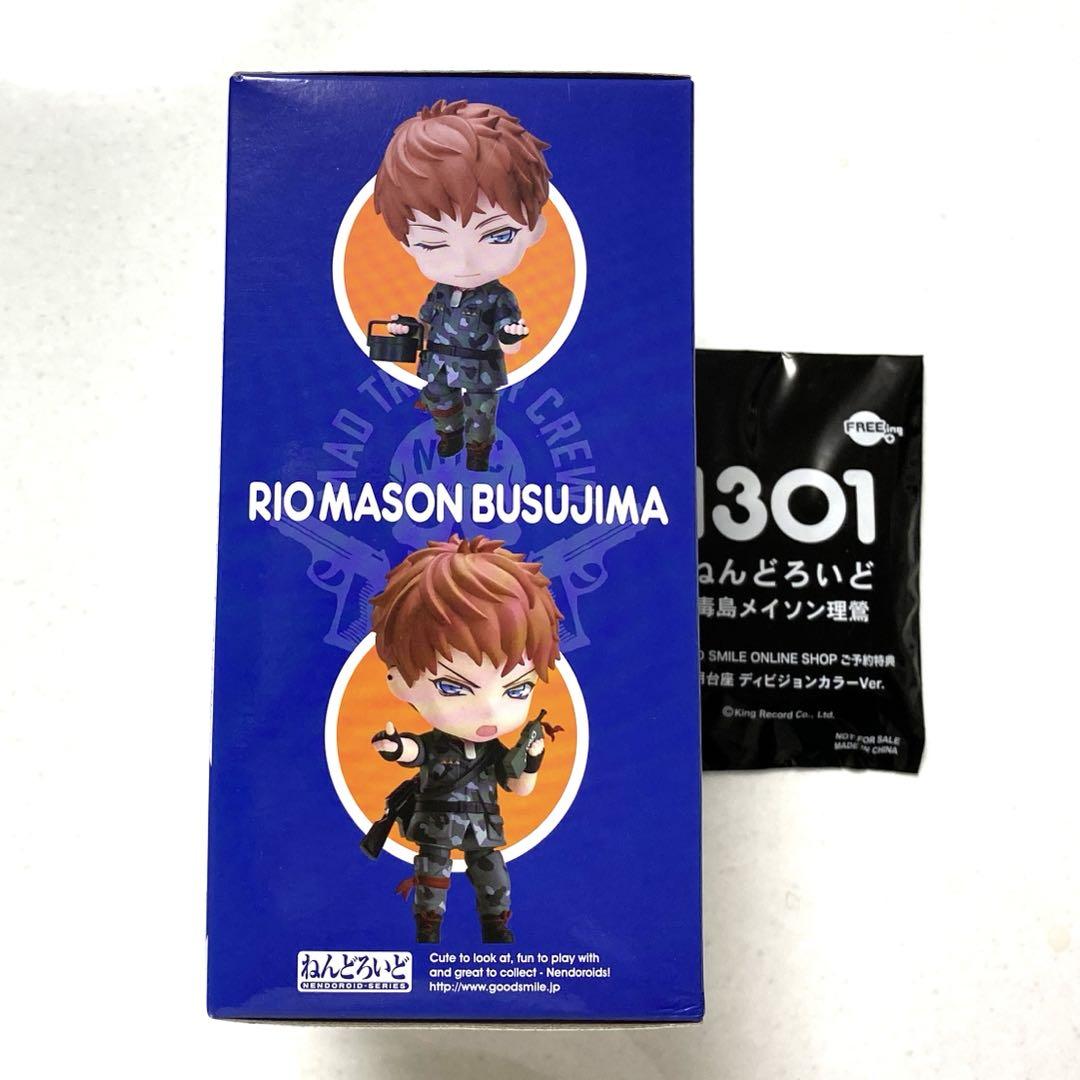 MAD TR CREW
MTC
RIO MASON BUSUJIMA
ねんどろいど
NENDOROID-SERIES
Cute to look at, fun to play with
and great to collect - Nendoroids!
http://www.goodsmile.jp
FREEing
1301
ねんどろいど
毒島メイソン理鶯
SMILE ONLINE SHOP ご予約特典
台座 ディビジョンカラーVer.
©King Record Co., Ltd.
NOT FOR SALE
MADE IN CHINA